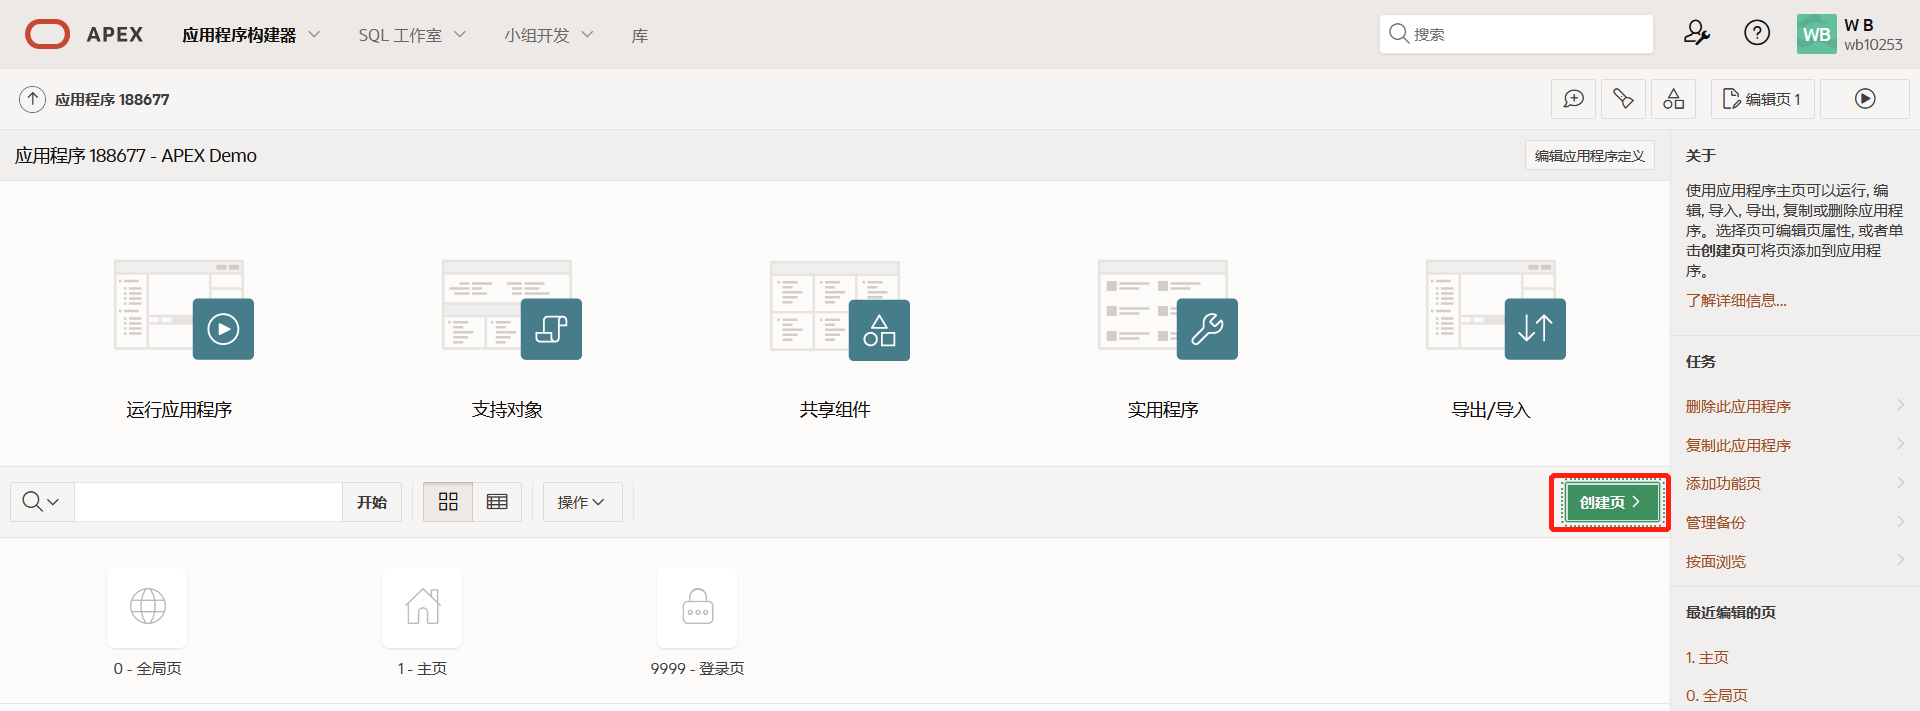 APEX
应用程序构建器
SQL 工作室
小组开发
库
搜索
WB
W B
wb10253
应用程序 188677
编辑页 1
应用程序 188677 - APEX Demo
编辑应用程序定义
运行应用程序
支持对象
共享组件
实用程序
导出/导入
开始
操作
创建页
0 - 全局页
1 - 主页
9999 - 登录页
关于
使用应用程序主页可以运行, 编
辑, 导入, 导出, 复制或删除应用程
序。选择页可编辑页属性, 或者单
击创建页可将页添加到应用程
序。
了解详细信息...
任务
删除此应用程序
复制此应用程序
添加功能页
管理备份
按面浏览
最近编辑的页
1. 主页
0. 全局页